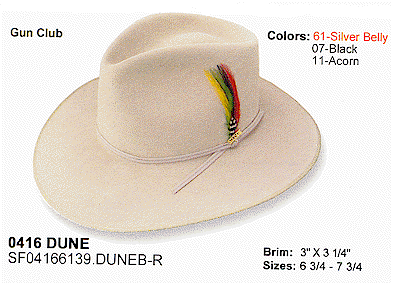 Gun Club
Colors: 61-Silver Belly
07-Black
11-Acorn
0416 DUNE
SF04166139.DUNEB-R
Brim: 3" X 3 1/4"
Sizes: 6 3/4 - 7 3/4